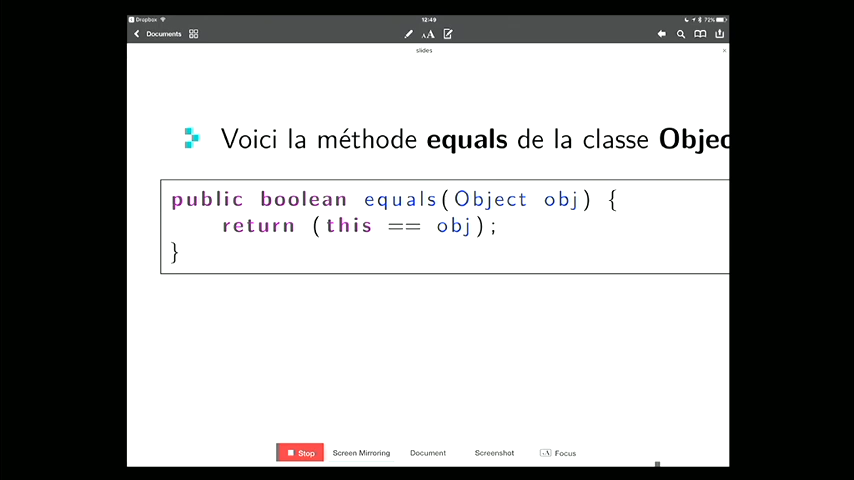 Dropbox
12:49
72%
Documents
AA
slides
Voici la méthode equals de la classe Objec
public boolean equals(Object obj) {
return (this == obj);
}
Stop Screen Mirroring Document Screenshot Focus